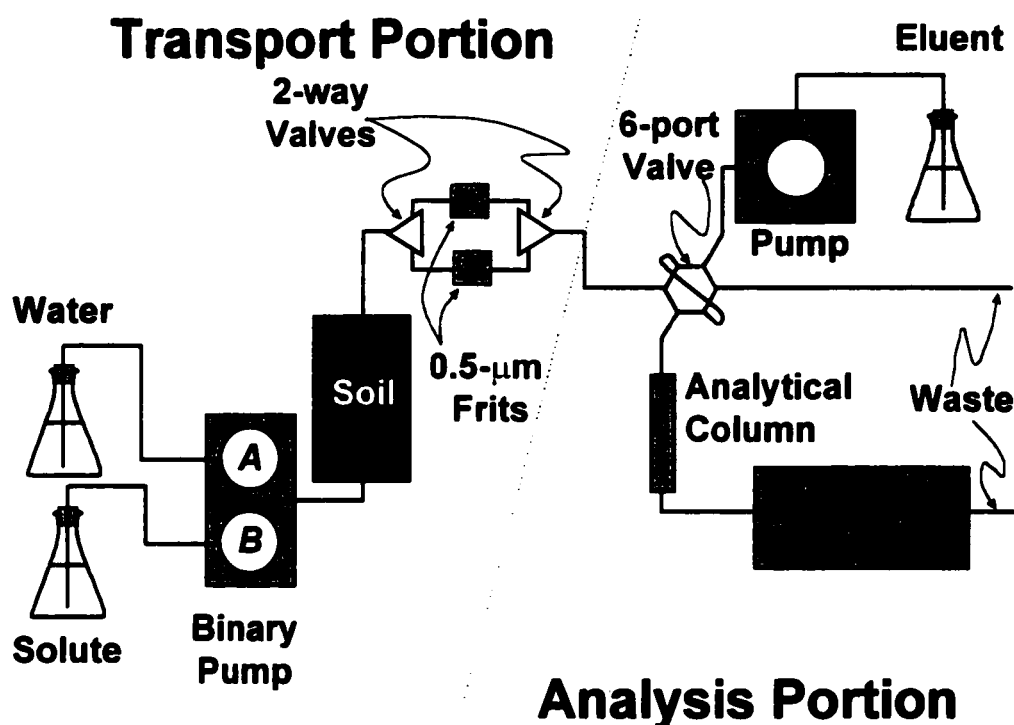 Transport Portion
Eluent
2-way
Valves
6-port
Valve
Pump
Water
0.5-μm
Frits
Soil
Analytical
Column
Waste
A
B
Solute
Binary
Pump
Analysis Portion